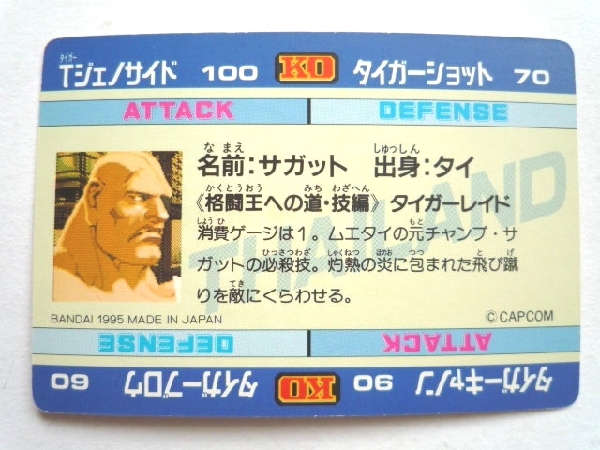 タイガー
Tジェノサイド 100 KO タイガーショット 70
ATTACK DEFENSE
なまえ しゅっしん
名前:サガット 出身:タイ
かくとうおう みち わざへん
《格闘王への道・技編》 タイガーレイド
しょうひ もと
消費ゲージは1。ムエタイの元チャンプ・サ
ひっさつわざ しゃくねつ ほのお つつ と げ
ガットの必殺技。灼熱の炎に包まれた飛び蹴
てき
りを敵にくらわせる。
THAILAND
BANDAI 1995 MADE IN JAPAN ©CAPCOM
ATTACK DEFENSE
タイガーキャノン 90 KO タイガーブロウ 60